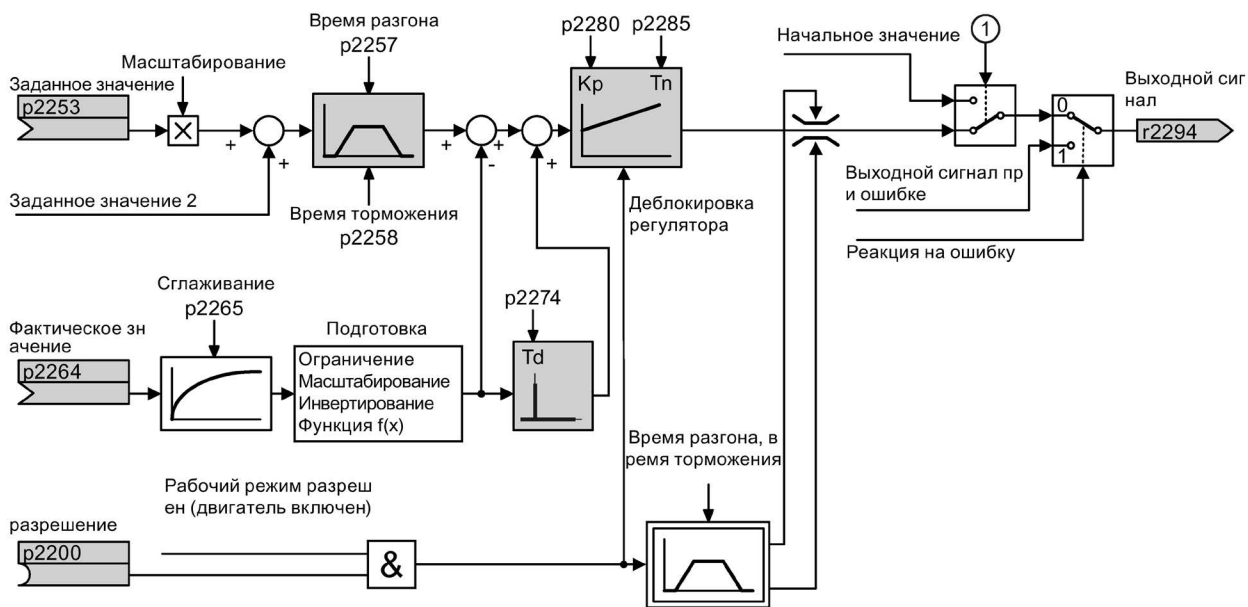 Время разгона
p2257
p2280
p2285
Начальное значение
1
Масштабирование
Заданное значение
p2253
X
+
+
+
-
+
+
Kp
Tn
0
1
Выходной сиг
нал
r2294
Заданное значение 2
Время торможения
p2258
Деблокировка
регулятора
Выходной сигнал пр
и ошибке
Реакция на ошибку
Сглаживание
p2265
p2274
Фактическое зн
ачение
p2264
Подготовка
Ограничение
Масштабирование
Инвертирование
Функция f(x)
Td
Время разгона, в
ремя торможения
Рабочий режим разреш
ен (двигатель включен)
разрешение
p2200
&